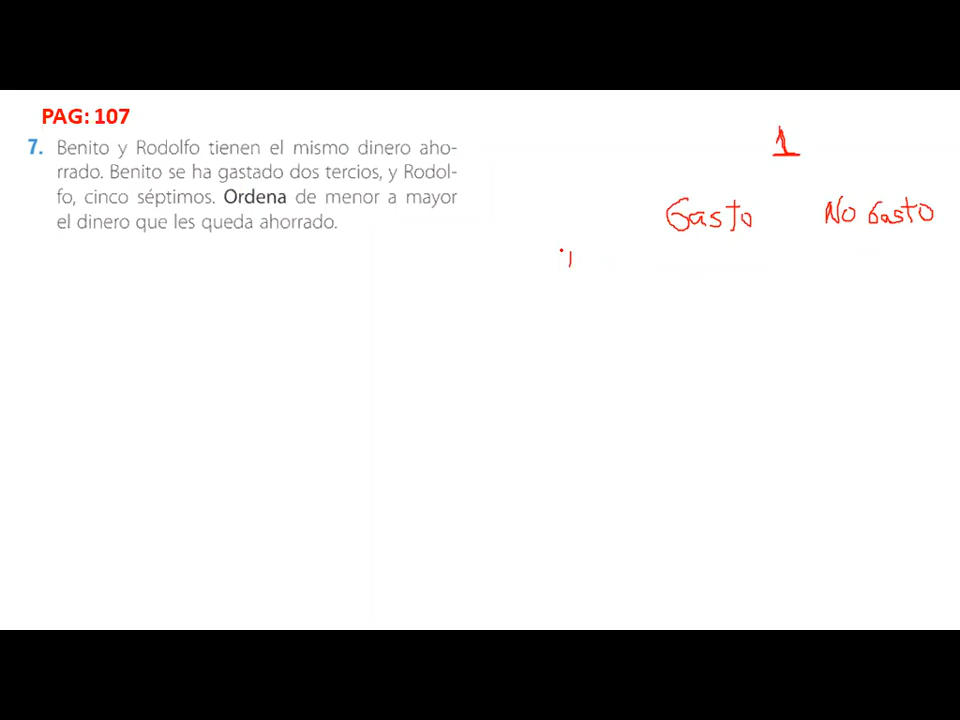 PAG: 107
7. Benito y Rodolfo tienen el mismo dinero aho-
rrado. Benito se ha gastado dos tercios, y Rodol-
fo, cinco séptimos. Ordena de menor a mayor
el dinero que les queda ahorrado.
1
Gasto No Gasto